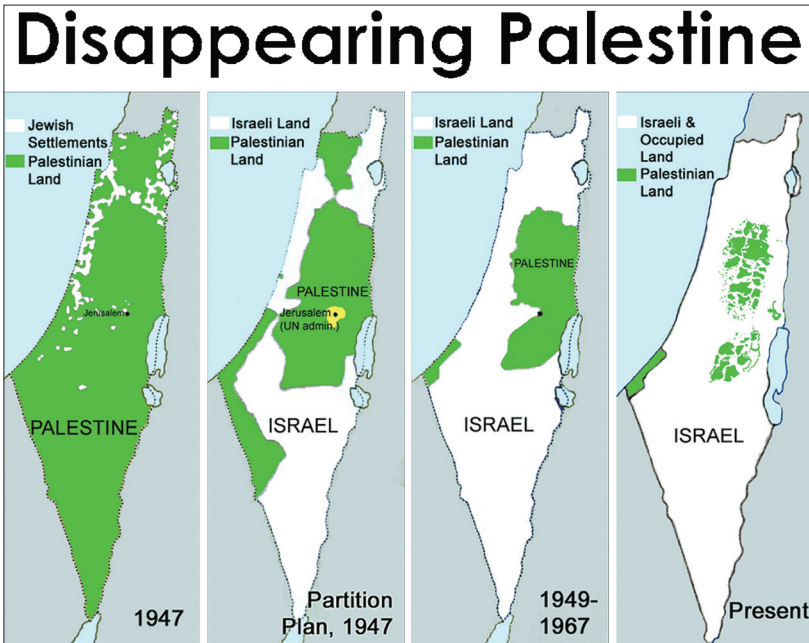 Disappearing Palestine
Jewish
Settlements
Palestinian
Land
Jerusalem
PALESTINE
1947
Israeli Land
Palestinian
Land
PALESTINE
Jerusalem
(UN admin.)
ISRAEL
Partition
Plan, 1947
Israeli Land
Palestinian
Land
PALESTINE
ISRAEL
1949-
1967
Israeli &
Occupied
Land
Palestinian
Land
ISRAEL
Present